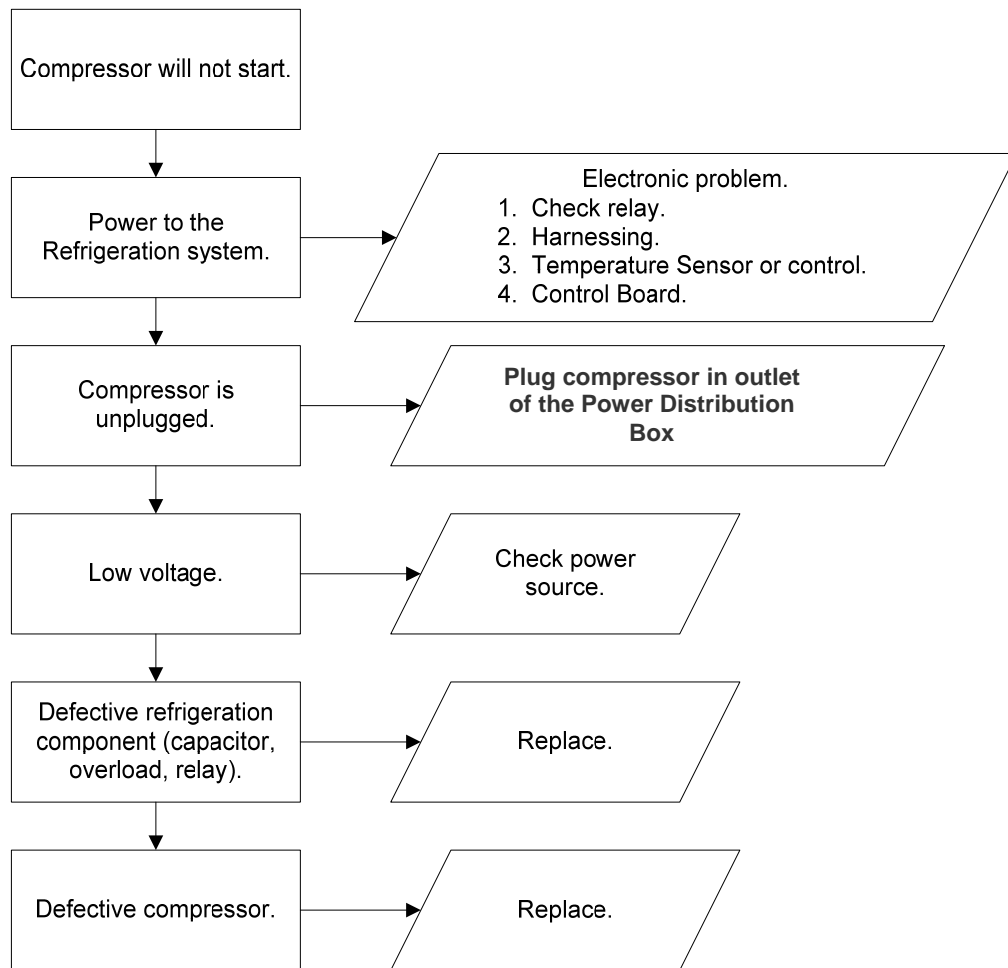 Compressor will not start.
Power to the
Refrigeration system.
Electronic problem.
1. Check relay.
2. Harnessing.
3. Temperature Sensor or control.
4. Control Board.
Compressor is
unplugged.
Plug compressor in outlet
of the Power Distribution
Box
Low voltage.
Check power
source.
Defective refrigeration
component (capacitor,
overload, relay).
Replace.
Defective compressor.
Replace.